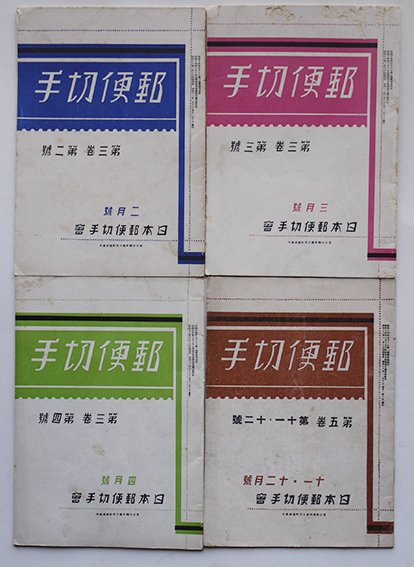 郵便切手
第三卷 第二號
二月號
日本郵便切手會
郵便切手
第三卷 第三號
三月號
日本郵便切手會
郵便切手
第三卷 第四號
四月號
日本郵便切手會
郵便切手
第五卷 第十一・十二號
十一・十二月號
日本郵便切手會